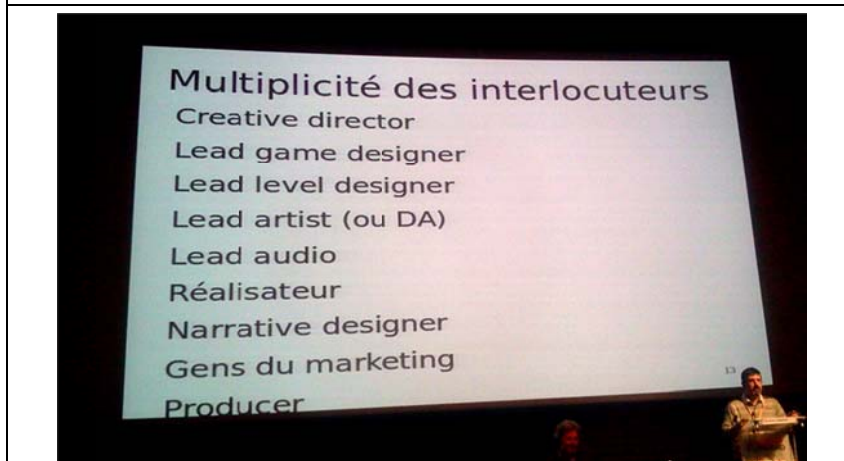 Multiplicité des interlocuteurs
Creative director
Lead game designer
Lead level designer
Lead artist (ou DA)
Lead audio
Réalisateur
Narrative designer
Gens du marketing
Producer
13